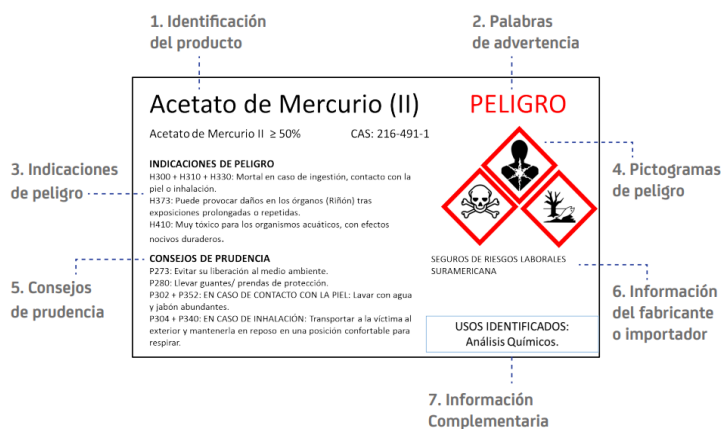 1. Identificación
del producto
2. Palabras
de advertencia
Acetato de Mercurio (II)
PELIGRO
Acetato de Mercurio II ≥ 50%
CAS: 216-491-1
3. Indicaciones
de peligro
INDICACIONES DE PELIGRO
H300 + H310 + H330: Mortal en caso de ingestión, contacto con la
piel o inhalación.
H373: Puede provocar daños en los órganos (Riñón) tras
exposiciones prolongadas o repetidas.
H410: Muy tóxico para los organismos acuáticos, con efectos
nocivos duraderos.
4. Pictogramas
de peligro
5. Consejos
de prudencia
CONSEJOS DE PRUDENCIA
P273: Evitar su liberación al medio ambiente.
P280: Llevar guantes/ prendas de protección.
P302 + P352: EN CASO DE CONTACTO CON LA PIEL: Lavar con agua
y jabón abundantes.
P304 + P340: EN CASO DE INHALACIÓN: Transportar a la víctima al
exterior y mantenerla en reposo en una posición confortable para
respirar.
SEGUROS DE RIESGOS LABORALES
SURAMERICANA
6. Información
del fabricante
o importador
USOS IDENTIFICADOS:
Análisis Químicos.
7. Información
Complementaria